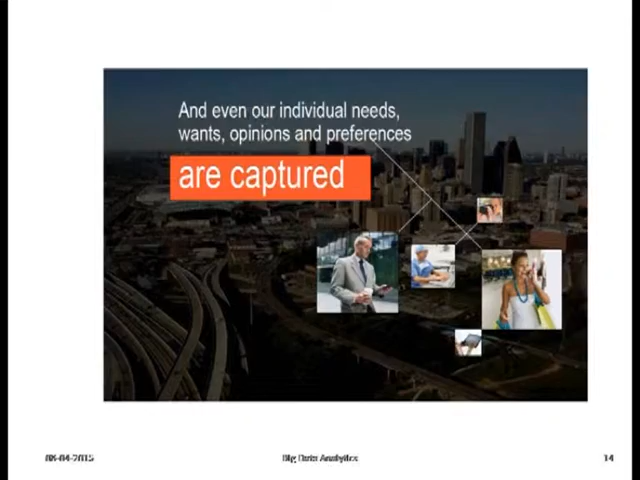 And even our individual needs,
wants, opinions and preferences
are captured
08-04-2015
Big Data Analytics
14